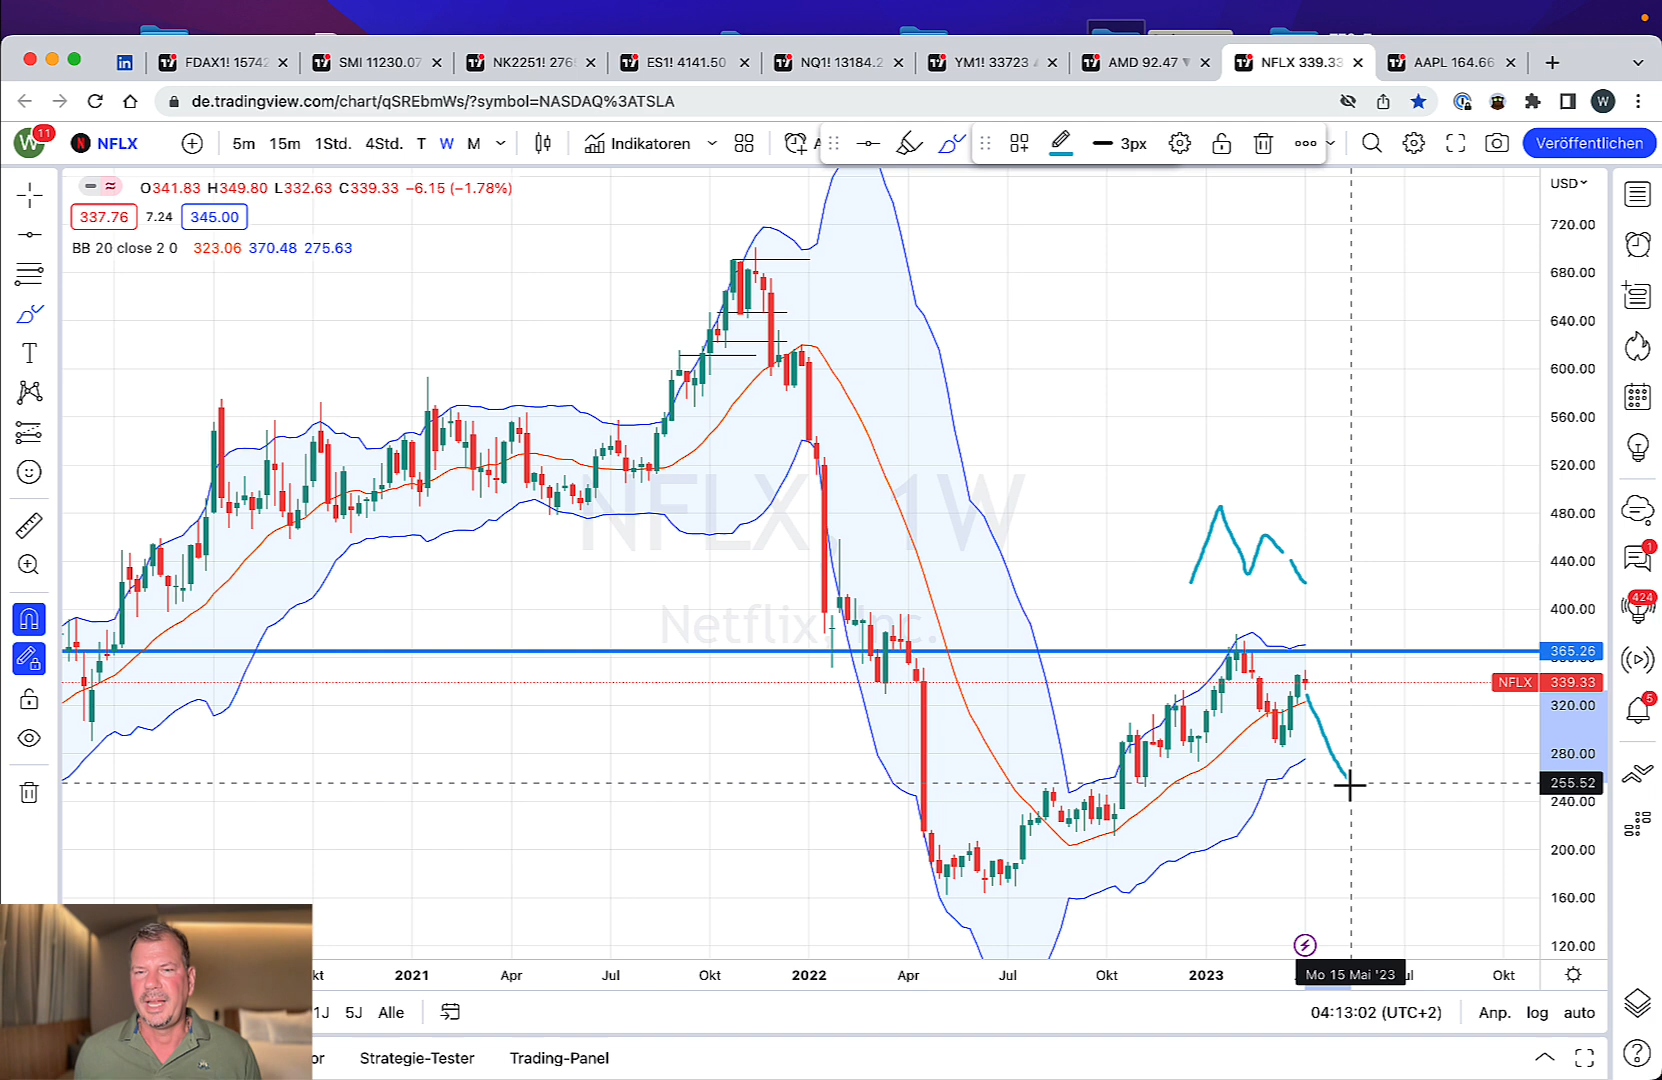 FDAX1! 15742
SMI 11230.07
NK2251! 276
ES1! 4141.50
NQ1! 13184.2
YM1! 33723
AMD 92.47
NFLX 339.33
AAPL 164.66
de.tradingview.com/chart/qSREbmWs/?symbol=NASDAQ%3ATSLA
W
W 11
NFLX
5m 15m 1Std. 4Std. T W M
Indikatoren
3px
Veröffentlichen
O341.83 H349.80 L332.63 C339.33 −6.15 (−1.78%)
337.76 7.24 345.00
BB 20 close 2 0 323.06 370.48 275.63
USD
720.00
680.00
640.00
600.00
560.00
520.00
480.00
440.00
400.00
365.26
NFLX 339.33
320.00
280.00
255.52
240.00
200.00
160.00
120.00
NFLX 1W
Netflix, Inc.
1
424
5
2021 Apr Jul Okt 2022 Apr Jul Okt 2023 Mo 15 Mai '23 Okt
1J 5J Alle
04:13:02 (UTC+2) Anp. log auto
Strategie-Tester Trading-Panel